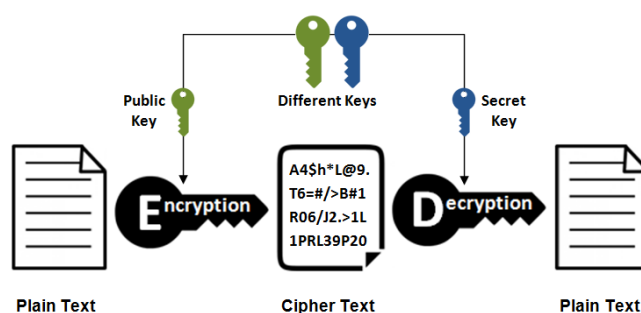 Public
Key
Different Keys
Secret
Key
Encryption
A4$h*L@9.
T6=#/>B#1
R06/J2.>1L
1PRL39P20
Decryption
Plain Text
Cipher Text
Plain Text